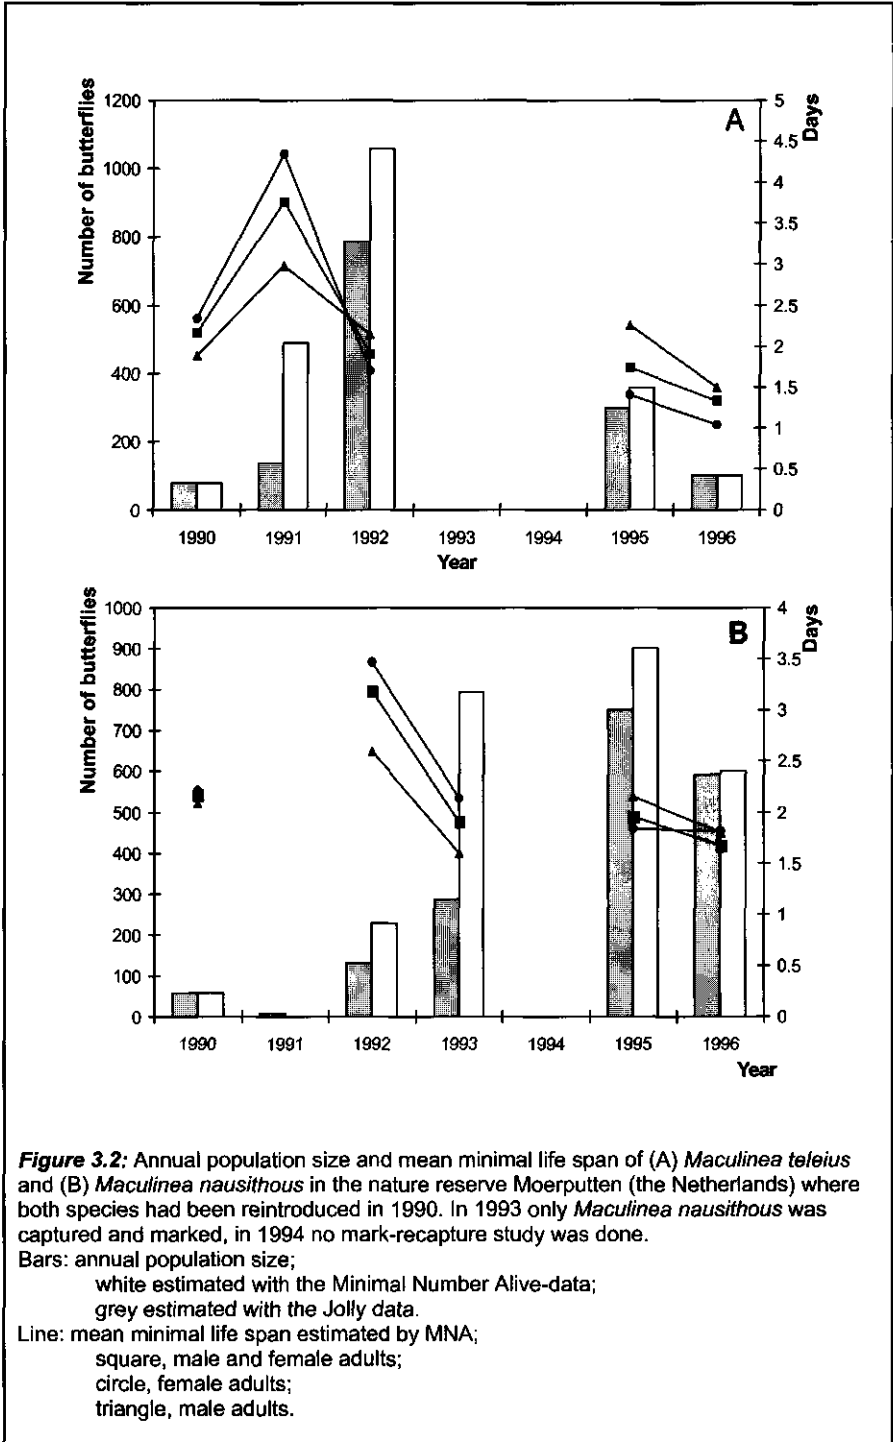 Number of butterflies
1200
1000
800
600
400
200
0
A
Days
5
4.5
4
3.5
3
2.5
2
1.5
1
0.5
0
1990 1991 1992 1993 1994 1995 1996
Year
Number of butterflies
1000
900
800
700
600
500
400
300
200
100
0
B
Days
4
3.5
3
2.5
2
1.5
1
0.5
0
1990 1991 1992 1993 1994 1995 1996
Year
Figure 3.2: Annual population size and mean minimal life span of (A) Maculinea teleius
and (B) Maculinea nausithous in the nature reserve Moerputten (the Netherlands) where
both species had been reintroduced in 1990. In 1993 only Maculinea nausithous was
captured and marked, in 1994 no mark-recapture study was done.
Bars: annual population size;
white estimated with the Minimal Number Alive-data;
grey estimated with the Jolly data.
Line: mean minimal life span estimated by MNA;
square, male and female adults;
circle, female adults;
triangle, male adults.